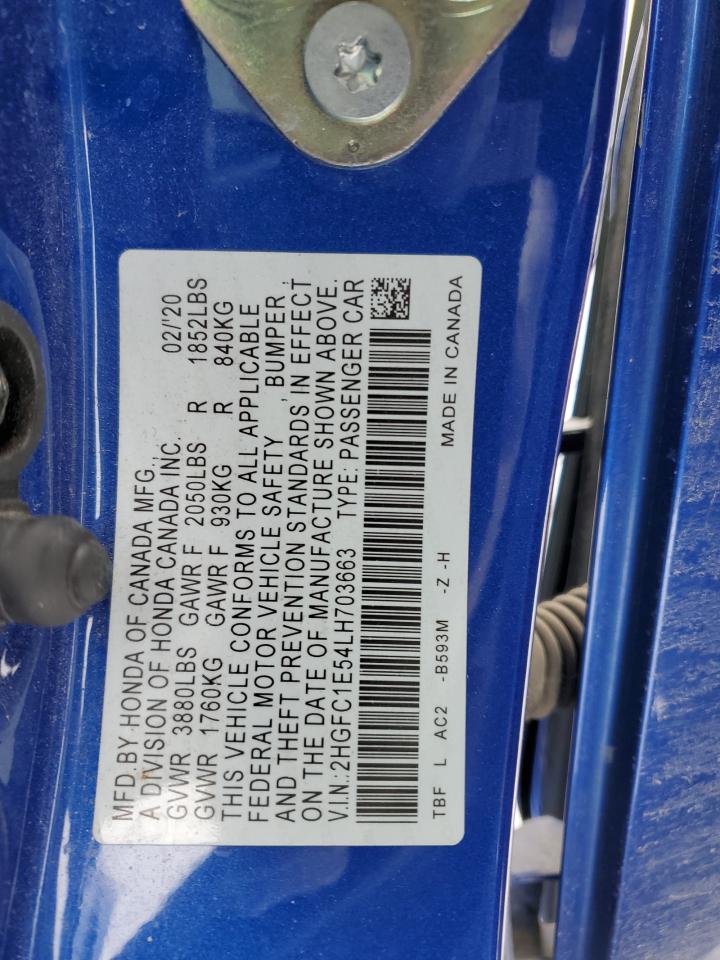 MFD.BY HONDA OF CANADA MFG., 02/'20
A DIVISION OF HONDA CANADA INC.
GVWR 3880LBS GAWR F 2050LBS R 1852LBS
GVWR 1760KG GAWR F 930KG R 840KG
THIS VEHICLE CONFORMS TO ALL APPLICABLE
FEDERAL MOTOR VEHICLE SAFETY , BUMPER ,
AND THEFT PREVENTION STANDARDS IN EFFECT
ON THE DATE OF MANUFACTURE SHOWN ABOVE.
V.I.N.:2HGFC1E54LH703663 TYPE: PASSENGER CAR
TBF L AC2 -B593M -Z -H MADE IN CANADA